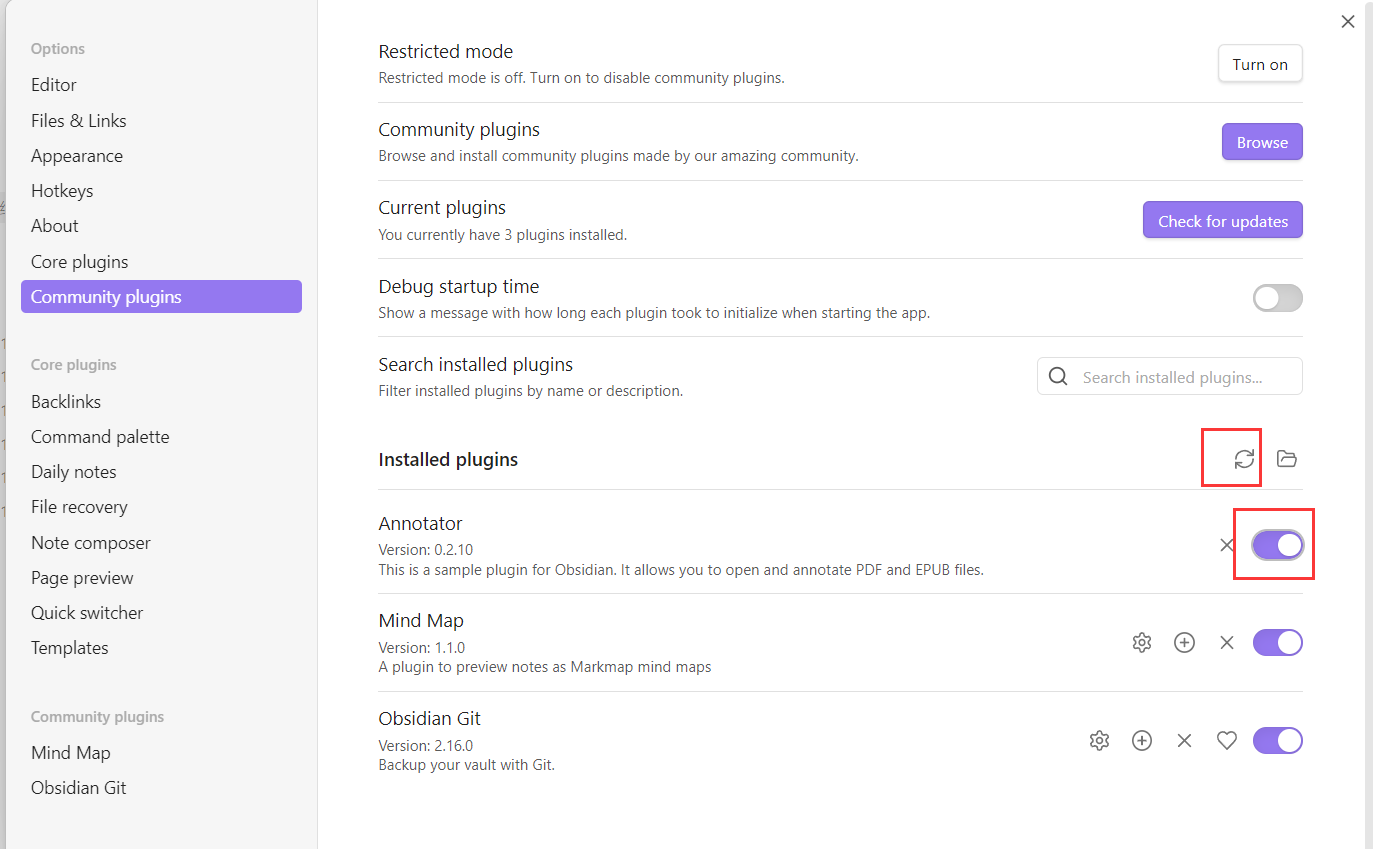 Options
Editor
Files & Links
Appearance
Hotkeys
About
Core plugins
Community plugins
Core plugins
Backlinks
Command palette
Daily notes
File recovery
Note composer
Page preview
Quick switcher
Templates
Community plugins
Mind Map
Obsidian Git
Restricted mode
Restricted mode is off. Turn on to disable community plugins.
Turn on
Community plugins
Browse and install community plugins made by our amazing community.
Browse
Current plugins
You currently have 3 plugins installed.
Check for updates
Debug startup time
Show a message with how long each plugin took to initialize when starting the app.
Search installed plugins
Filter installed plugins by name or description.
Search installed plugins...
Installed plugins
Annotator
Version: 0.2.10
This is a sample plugin for Obsidian. It allows you to open and annotate PDF and EPUB files.
Mind Map
Version: 1.1.0
A plugin to preview notes as Markmap mind maps
Obsidian Git
Version: 2.16.0
Backup your vault with Git.